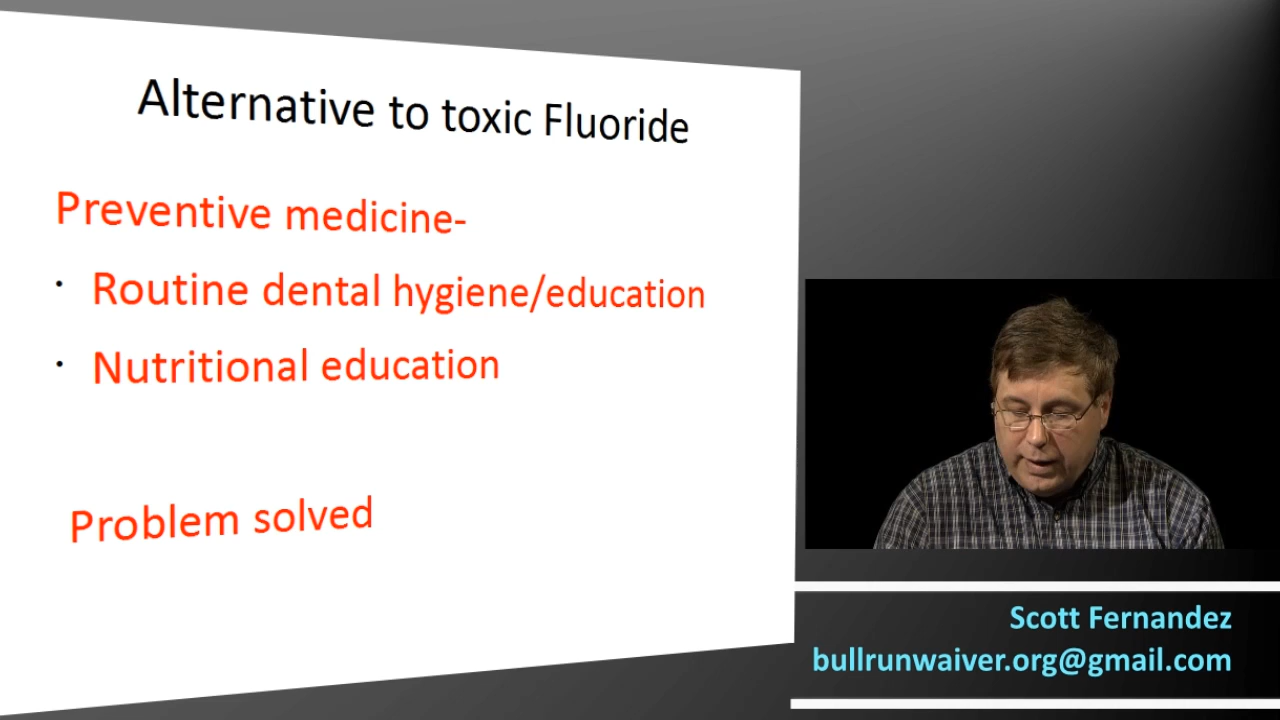 Alternative to toxic Fluoride
Preventive medicine-
· Routine dental hygiene/education
· Nutritional education
Problem solved
Scott Fernandez
bullrunwaiver.org@gmail.com